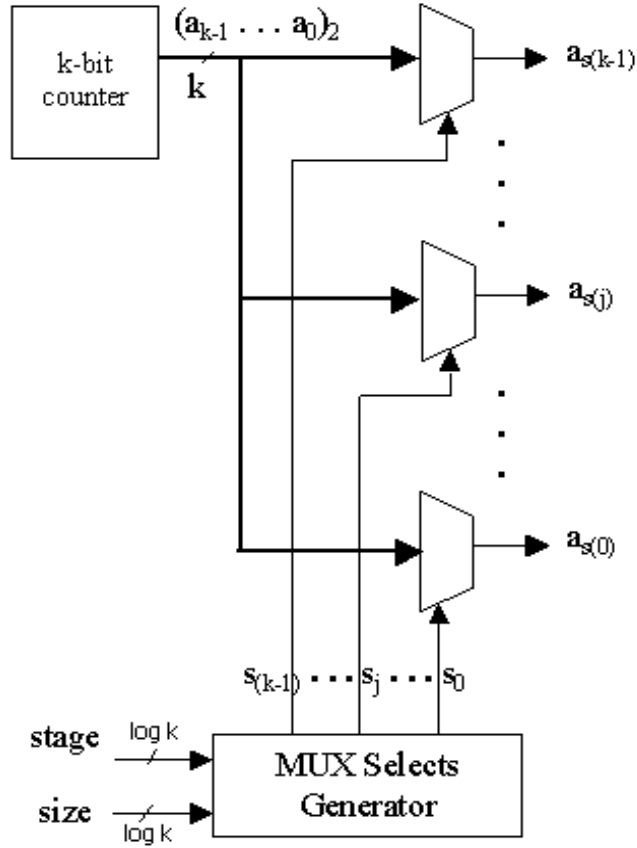 (a_{k-1} . . . a_0)_2
k-bit
counter
k
a_{s(k-1)}
a_{s(j)}
a_{s(0)}
s_{(k-1)} · · · s_j · · · s_0
stage
log k
MUX Selects
Generator
size
log k